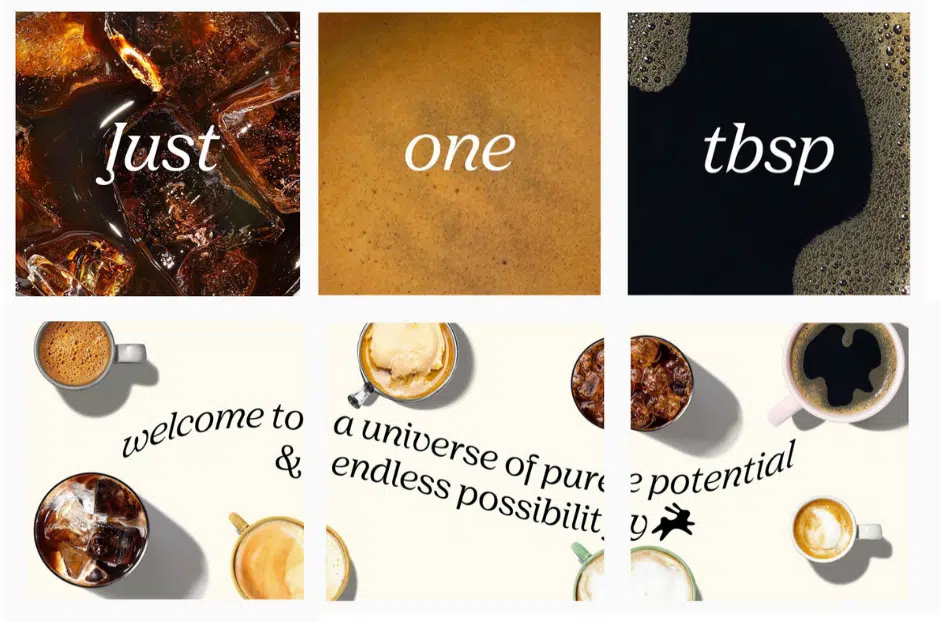 Just
one
tbsp
welcome to a universe of pure e potential
& endless possibility y